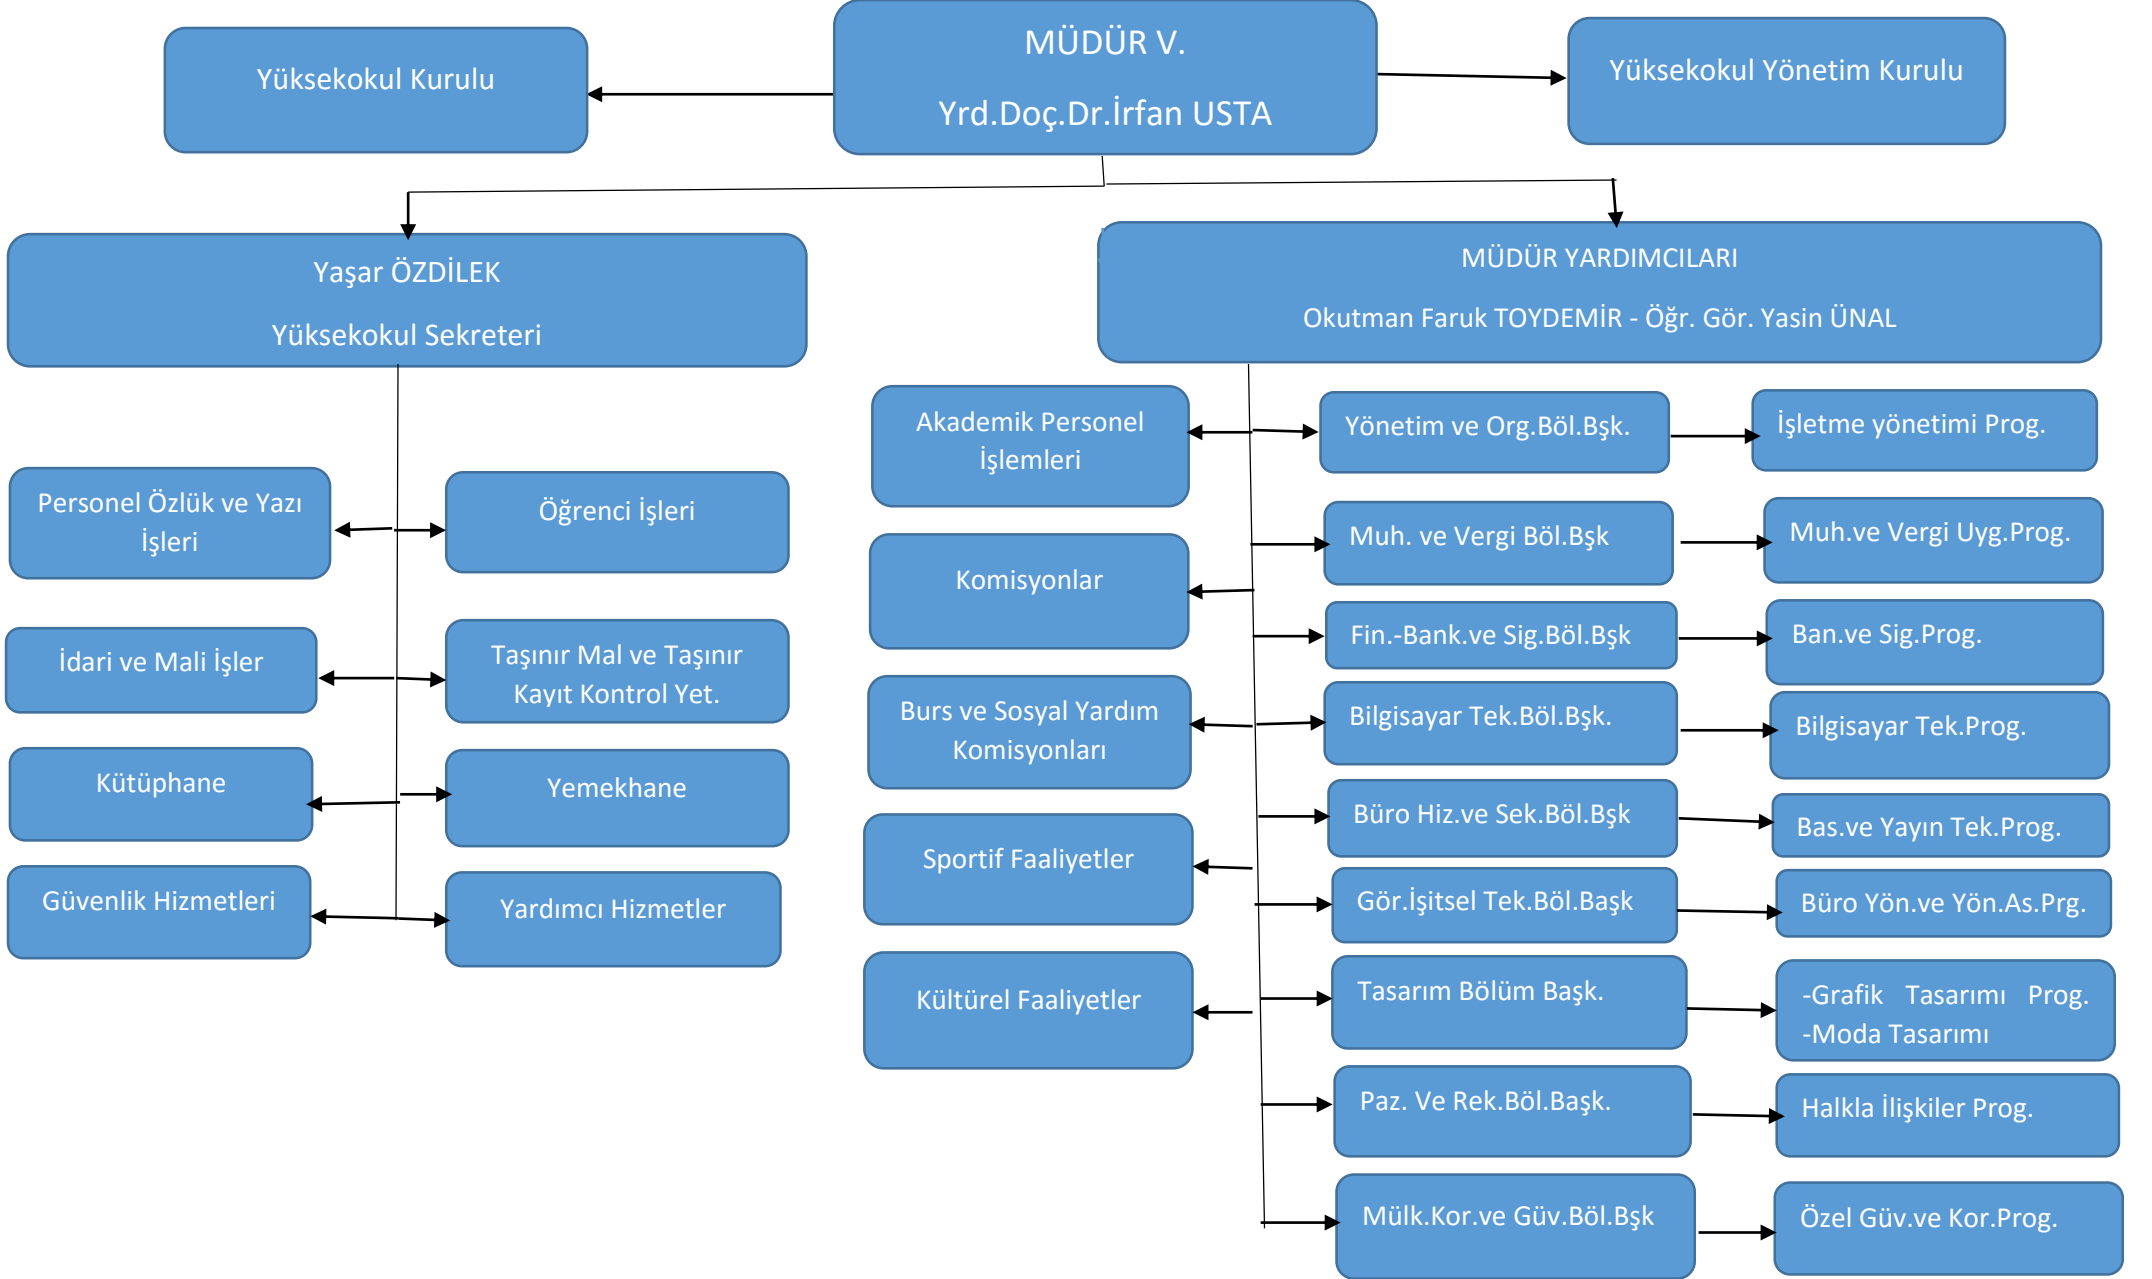 Yüksekokul Kurulu
MÜDÜR V.
Yrd.Doç.Dr.İrfan USTA
Yüksekokul Yönetim Kurulu
Yaşar ÖZDİLEK
Yüksekokul Sekreteri
MÜDÜR YARDIMCILARI
Okutman Faruk TOYDEMİR - Öğr. Gör. Yasin ÜNAL
Personel Özlük ve Yazı
İşleri
Öğrenci İşleri
İdari ve Mali İşler
Taşınır Mal ve Taşınır
Kayıt Kontrol Yet.
Kütüphane
Yemekhane
Güvenlik Hizmetleri
Yardımcı Hizmetler
Akademik Personel
İşlemleri
Komisyonlar
Burs ve Sosyal Yardım
Komisyonları
Sportif Faaliyetler
Kültürel Faaliyetler
Yönetim ve Org.Böl.Bşk.
İşletme yönetimi Prog.
Muh. ve Vergi Böl.Bşk
Muh.ve Vergi Uyg.Prog.
Fin.-Bank.ve Sig.Böl.Bşk
Ban.ve Sig.Prog.
Bilgisayar Tek.Böl.Bşk.
Bilgisayar Tek.Prog.
Büro Hiz.ve Sek.Böl.Bşk
Bas.ve Yayın Tek.Prog.
Gör.İşitsel Tek.Böl.Başk
Büro Yön.ve Yön.As.Prg.
Tasarım Bölüm Başk.
-Grafik Tasarımı Prog.
-Moda Tasarımı
Paz. Ve Rek.Böl.Başk.
Halkla İlişkiler Prog.
Mülk.Kor.ve Güv.Böl.Bşk
Özel Güv.ve Kor.Prog.